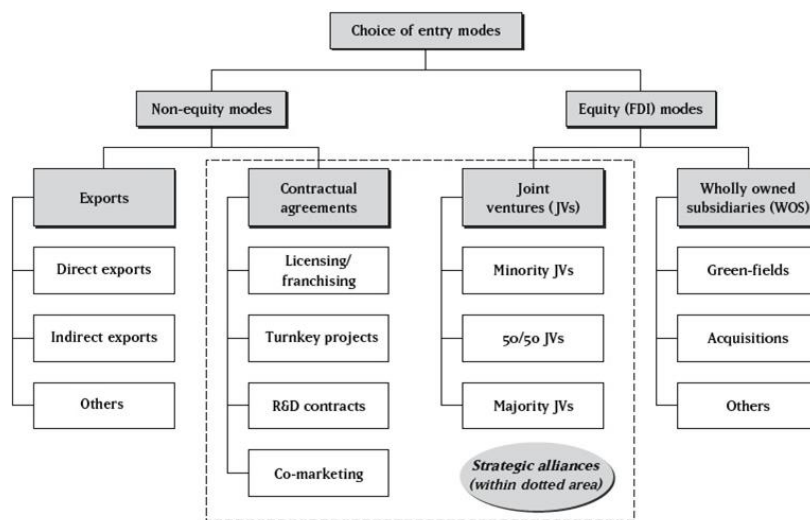 Choice of entry modes
Non-equity modes
Equity (FDI) modes
Exports
Contractual
agreements
Joint
ventures (JVs)
Wholly owned
subsidiaries (WOS)
Direct exports
Licensing/
franchising
Minority JVs
Green-fields
Indirect exports
Turnkey projects
50/50 JVs
Acquisitions
Others
R&D contracts
Majority JVs
Others
Co-marketing
Strategic alliances
(within dotted area)